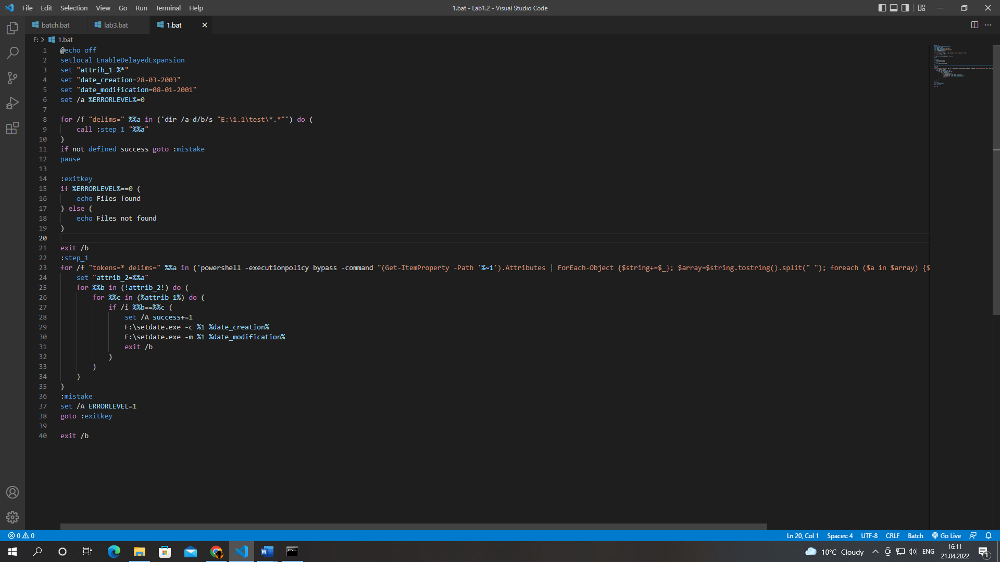 File Edit Selection View Go Run Terminal Help
1.bat - Lab1.2 - Visual Studio Code
batch.bat lab3.bat 1.bat
F: > 1.bat
1 @echo off
2 setlocal EnableDelayedExpansion
3 set "attrib_1=%*"
4 set "date_creation=28-03-2003"
5 set "date_modification=08-01-2001"
6 set /a %ERRORLEVEL%=0
7
8 for /f "delims=" %%a in ('dir /a-d/b/s "E:\1.1\test\*.*"') do (
9 call :step_1 "%%a"
10 )
11 if not defined success goto :mistake
12 pause
13
14 :exitkey
15 if %ERRORLEVEL%==0 (
16 echo Files found
17 ) else (
18 echo Files not found
19 )
20
21 exit /b
22 :step_1
23 for /f "tokens=* delims=" %%a in ('powershell -executionpolicy bypass -command "(Get-ItemProperty -Path '%~1').Attributes | ForEach-Object {$string+=$_}; $array=$string.tostring().split(" "); foreach ($a in $array) {$
24 set "attrib_2=%%a"
25 for %%b in (!attrib_2!) do (
26 for %%c in (%attrib_1%) do (
27 if /i %%b==%%c (
28 set /A success+=1
29 F:\setdate.exe -c %1 %date_creation%
30 F:\setdate.exe -m %1 %date_modification%
31 exit /b
32 )
33 )
34 )
35 )
36 :mistake
37 set /A ERRORLEVEL=1
38 goto :exitkey
39
40 exit /b
0 0 Ln 20, Col 1 Spaces: 4 UTF-8 CRLF Batch Go Live
10°C Cloudy ENG 16:11
21.04.2022
1